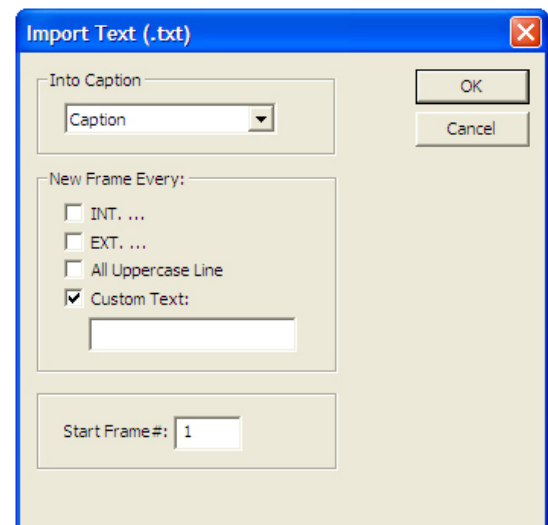 Import Text (.txt)
Into Caption
Caption
OK
Cancel
New Frame Every:
INT. ...
EXT. ...
All Uppercase Line
Custom Text:
Start Frame#: 1